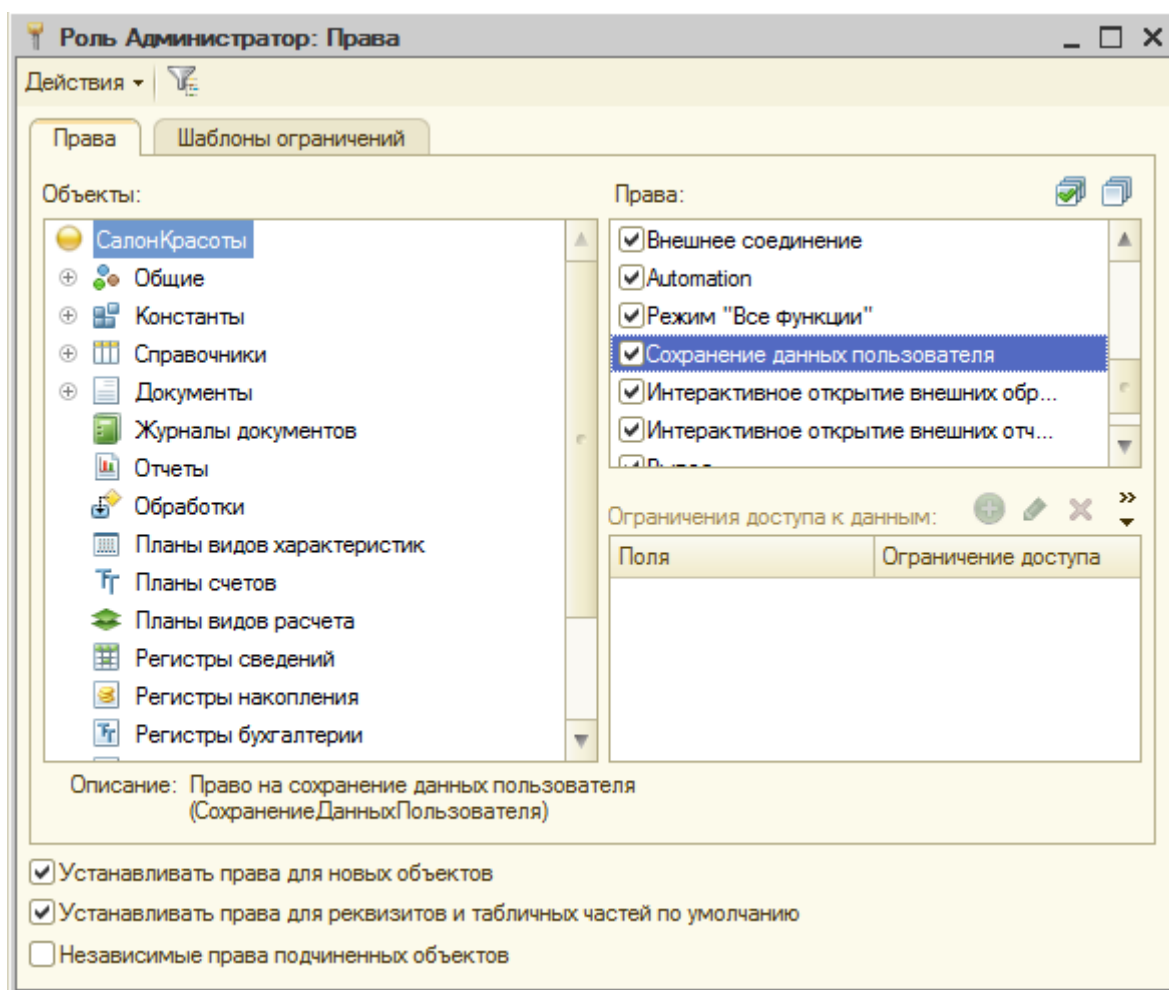 Роль Администратор: Права
Действия
Права
Шаблоны ограничений
Объекты:
СалонКрасоты
Общие
Константы
Справочники
Документы
Журналы документов
Отчеты
Обработки
Планы видов характеристик
Планы счетов
Планы видов расчета
Регистры сведений
Регистры накопления
Регистры бухгалтерии
Права:
Внешнее соединение
Automation
Режим "Все функции"
Сохранение данных пользователя
Интерактивное открытие внешних обр...
Интерактивное открытие внешних отч...
Ограничения доступа к данным:
Поля
Ограничение доступа
Описание: Право на сохранение данных пользователя
(СохранениеДанныхПользователя)
Устанавливать права для новых объектов
Устанавливать права для реквизитов и табличных частей по умолчанию
Независимые права подчиненных объектов